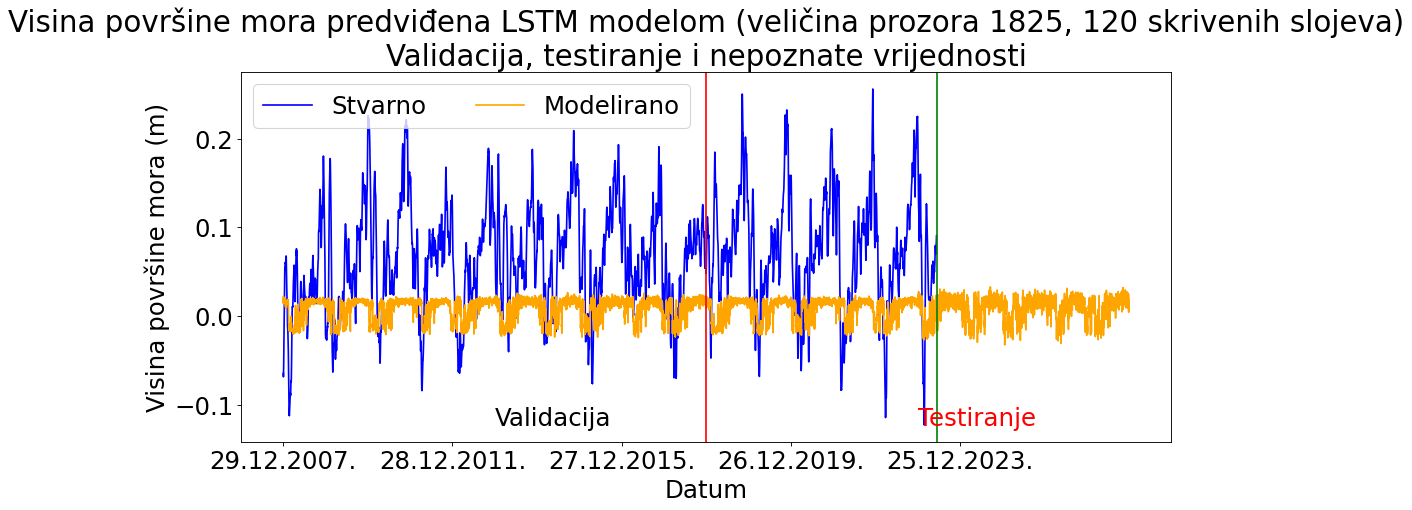 Visina površine mora predviđena LSTM modelom (veličina prozora 1825, 120 skrivenih slojeva)
Validacija, testiranje i nepoznate vrijednosti
Stvarno
Modelirano
Visina površine mora (m)
0.2
0.1
0.0
−0.1
Validacija
Testiranje
29.12.2007.
28.12.2011.
27.12.2015.
26.12.2019.
25.12.2023.
Datum